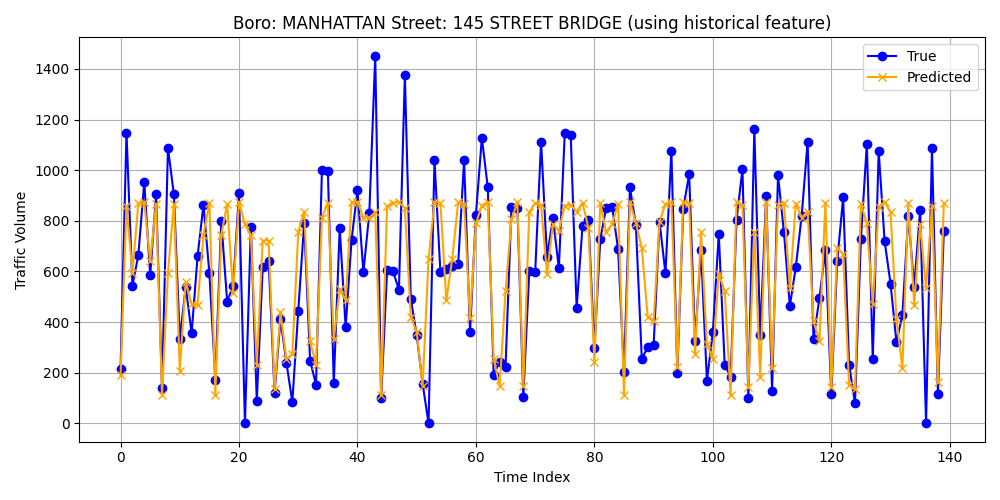 Boro: MANHATTAN Street: 145 STREET BRIDGE (using historical feature)
True
Predicted
Traffic Volume
1400
1200
1000
800
600
400
200
0
0 20 40 60 80 100 120 140
Time Index